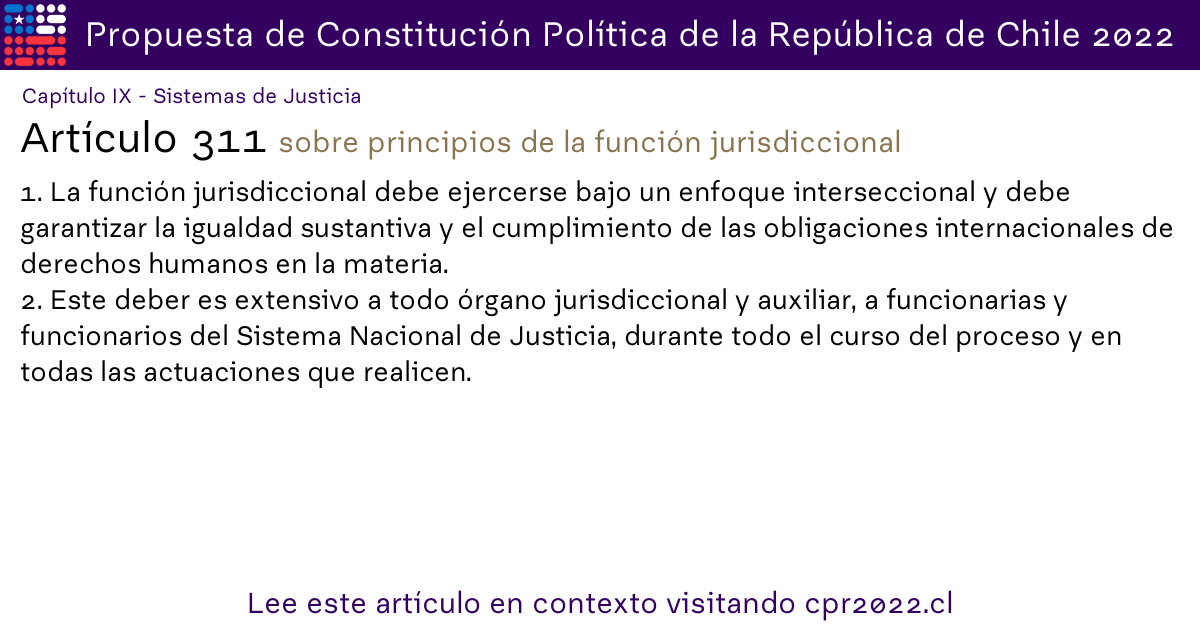 Propuesta de Constitución Política de la República de Chile 2022
Capítulo IX - Sistemas de Justicia
Artículo 311 sobre principios de la función jurisdiccional
1. La función jurisdiccional debe ejercerse bajo un enfoque interseccional y debe
garantizar la igualdad sustantiva y el cumplimiento de las obligaciones internacionales de
derechos humanos en la materia.
2. Este deber es extensivo a todo órgano jurisdiccional y auxiliar, a funcionarias y
funcionarios del Sistema Nacional de Justicia, durante todo el curso del proceso y en
todas las actuaciones que realicen.
Lee este artículo en contexto visitando cpr2022.cl